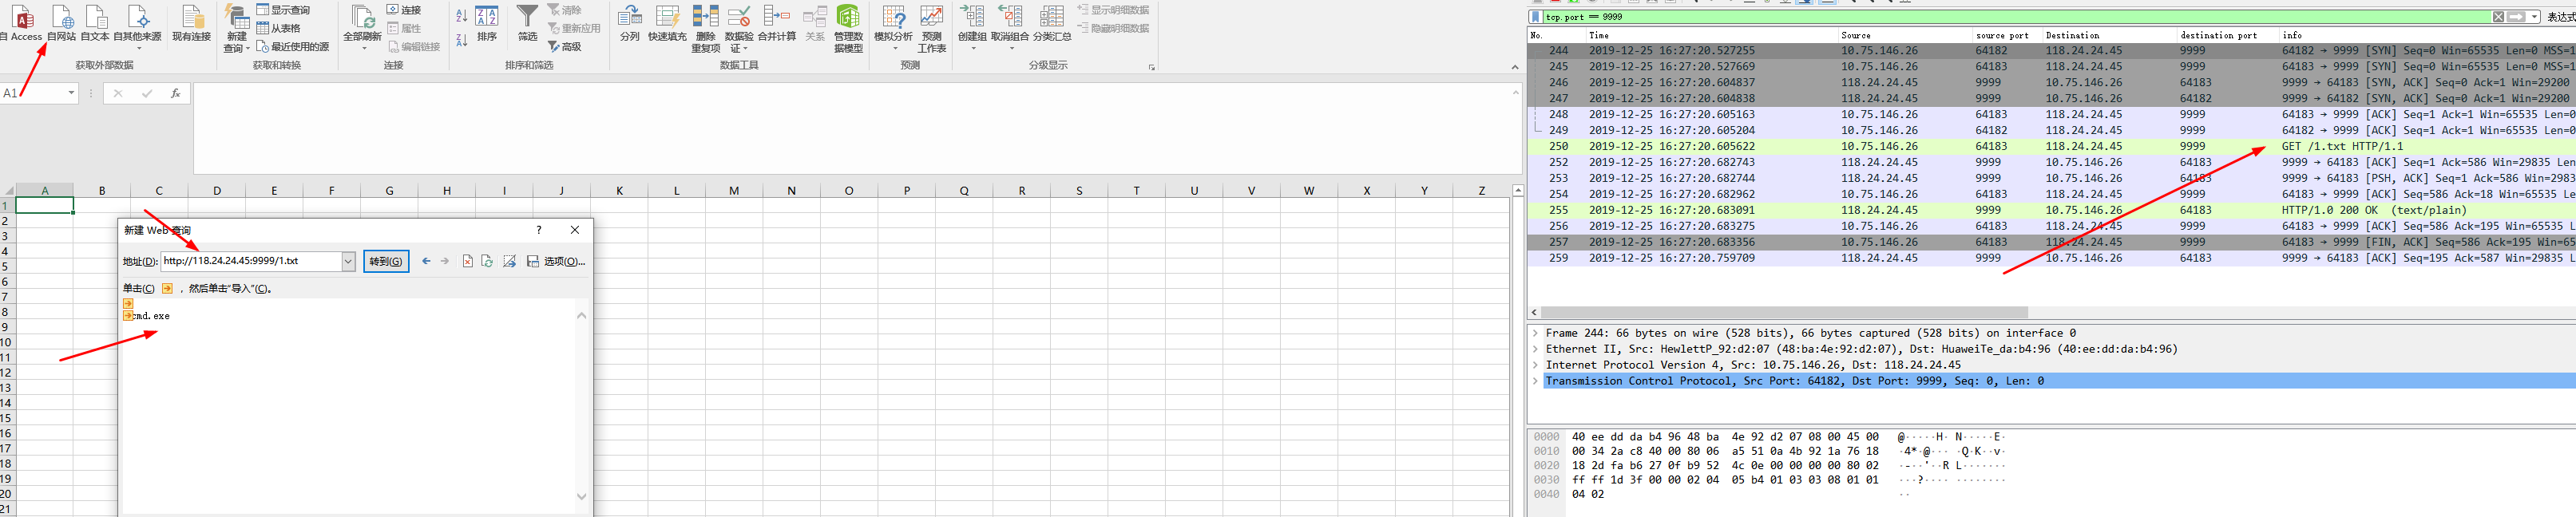 自 Access 自网站 自文本 自其他来源 现有连接
获取外部数据
新建查询 显示查询
从表格
最近使用的源
获取和转换
全部刷新 连接
属性
编辑链接
连接
排序 筛选 清除
重新应用
高级
排序和筛选
分列 快速填充 删除重复项 数据验证 合并计算 关系 管理数据模型
数据工具
模拟分析 预测工作表
预测
创建组 取消组合 分类汇总 显示明细数据
隐藏明细数据
分级显示
A1 fx
A B C D E F G H I J K L M N O P Q R S T U V W X Y Z
1
2
3
4
5
6
7
8
9
10
11
12
13
14
15
16
17
18
19
20
21
新建 Web 查询 ? ×
地址(D): http://118.24.24.45:9999/1.txt 转到(G) 选项(O)...
单击(C) ，然后单击“导入”(C)。
cmd.exe
tcp.port == 9999 表达式
No. Time Source source port Destination destination port info
244 2019-12-25 16:27:20.527255 10.75.146.26 64182 118.24.24.45 9999 64182 → 9999 [SYN] Seq=0 Win=65535 Len=0 MSS=1
245 2019-12-25 16:27:20.527669 10.75.146.26 64183 118.24.24.45 9999 64183 → 9999 [SYN] Seq=0 Win=65535 Len=0 MSS=1
246 2019-12-25 16:27:20.604837 118.24.24.45 9999 10.75.146.26 64183 9999 → 64183 [SYN, ACK] Seq=0 Ack=1 Win=29200
247 2019-12-25 16:27:20.604838 118.24.24.45 9999 10.75.146.26 64182 9999 → 64182 [SYN, ACK] Seq=0 Ack=1 Win=29200
248 2019-12-25 16:27:20.605163 10.75.146.26 64183 118.24.24.45 9999 64183 → 9999 [ACK] Seq=1 Ack=1 Win=65535 Len=0
249 2019-12-25 16:27:20.605204 10.75.146.26 64182 118.24.24.45 9999 64182 → 9999 [ACK] Seq=1 Ack=1 Win=65535 Len=0
250 2019-12-25 16:27:20.605622 10.75.146.26 64183 118.24.24.45 9999 GET /1.txt HTTP/1.1
252 2019-12-25 16:27:20.682743 118.24.24.45 9999 10.75.146.26 64183 9999 → 64183 [ACK] Seq=1 Ack=586 Win=29835 Len=
253 2019-12-25 16:27:20.682744 118.24.24.45 9999 10.75.146.26 64183 9999 → 64183 [PSH, ACK] Seq=1 Ack=586 Win=2983
254 2019-12-25 16:27:20.682962 10.75.146.26 64183 118.24.24.45 9999 64183 → 9999 [ACK] Seq=586 Ack=18 Win=65535 Le
255 2019-12-25 16:27:20.683091 118.24.24.45 9999 10.75.146.26 64183 HTTP/1.0 200 OK (text/plain)
256 2019-12-25 16:27:20.683275 10.75.146.26 64183 118.24.24.45 9999 64183 → 9999 [ACK] Seq=586 Ack=195 Win=65535 L
257 2019-12-25 16:27:20.683356 10.75.146.26 64183 118.24.24.45 9999 64183 → 9999 [FIN, ACK] Seq=586 Ack=195 Win=65
259 2019-12-25 16:27:20.759709 118.24.24.45 9999 10.75.146.26 64183 9999 → 64183 [ACK] Seq=195 Ack=587 Win=29835 L
Frame 244: 66 bytes on wire (528 bits), 66 bytes captured (528 bits) on interface 0
Ethernet II, Src: HewlettP_92:d2:07 (48:ba:4e:92:d2:07), Dst: HuaweiTe_da:b4:96 (40:ee:dd:da:b4:96)
Internet Protocol Version 4, Src: 10.75.146.26, Dst: 118.24.24.45
Transmission Control Protocol, Src Port: 64182, Dst Port: 9999, Seq: 0, Len: 0
0000 40 ee dd da b4 96 48 ba 4e 92 d2 07 08 00 45 00 @·····H· N·····E·
0010 00 34 2a c8 40 00 80 06 a5 51 0a 4b 92 1a 76 18 ·4*·@··· ·Q·K··v·
0020 18 2d fa b6 27 0f b9 52 4c 0e 00 00 00 00 80 02 ·-··'··R L·······
0030 ff ff 1d 3f 00 00 02 04 05 b4 01 03 03 08 01 01 ···?···· ········
0040 04 02 ··